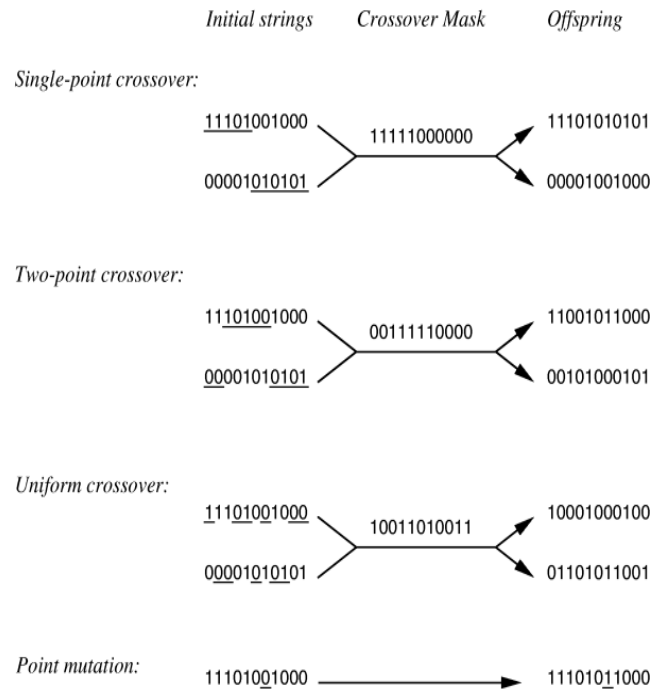 Initial strings Crossover Mask Offspring
Single-point crossover:
11101001000 11111000000 11101010101
00001010101 00001001000
Two-point crossover:
11101001000 00111110000 11001011000
00001010101 00101000101
Uniform crossover:
11101001000 10011010011 10001000100
00001010101 01101011001
Point mutation: 11101001000 11101011000